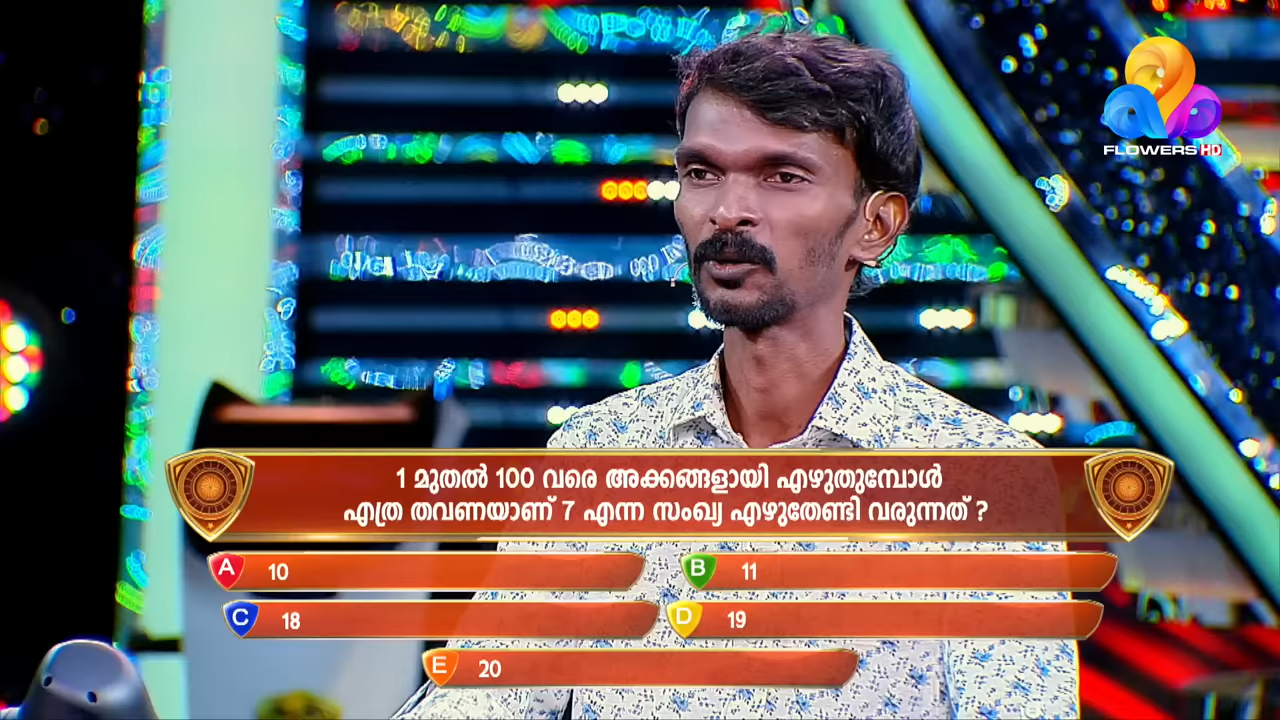 FLOWERS HD
1 മുതൽ 100 വരെ അക്കങ്ങളായി എഴുതുമ്പോൾ
എത്ര തവണയാണ് 7 എന്ന സംഖ്യ എഴുതേണ്ടി വരുന്നത് ?
A 10
B 11
C 18
D 19
E 20